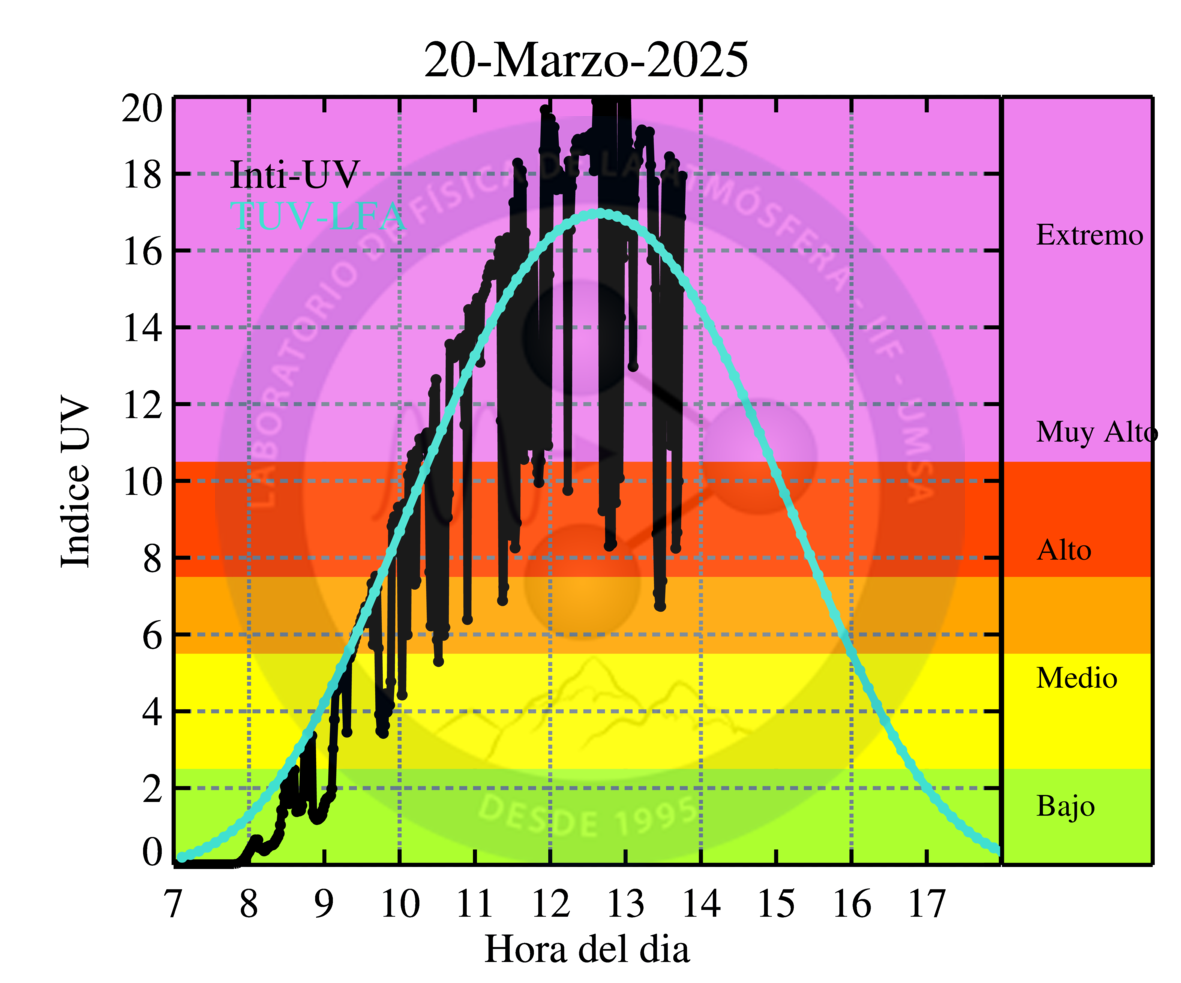 20-Marzo-2025
Indice UV
20
18
16
14
12
10
8
6
4
2
0
Inti-UV
TUV-LFA
LABORATORIO DE FÍSICA DE LA ATMÓSFERA - IIF - UMSA
DESDE 1995
Extremo
Muy Alto
Alto
Medio
Bajo
7 8 9 10 11 12 13 14 15 16 17
Hora del dia